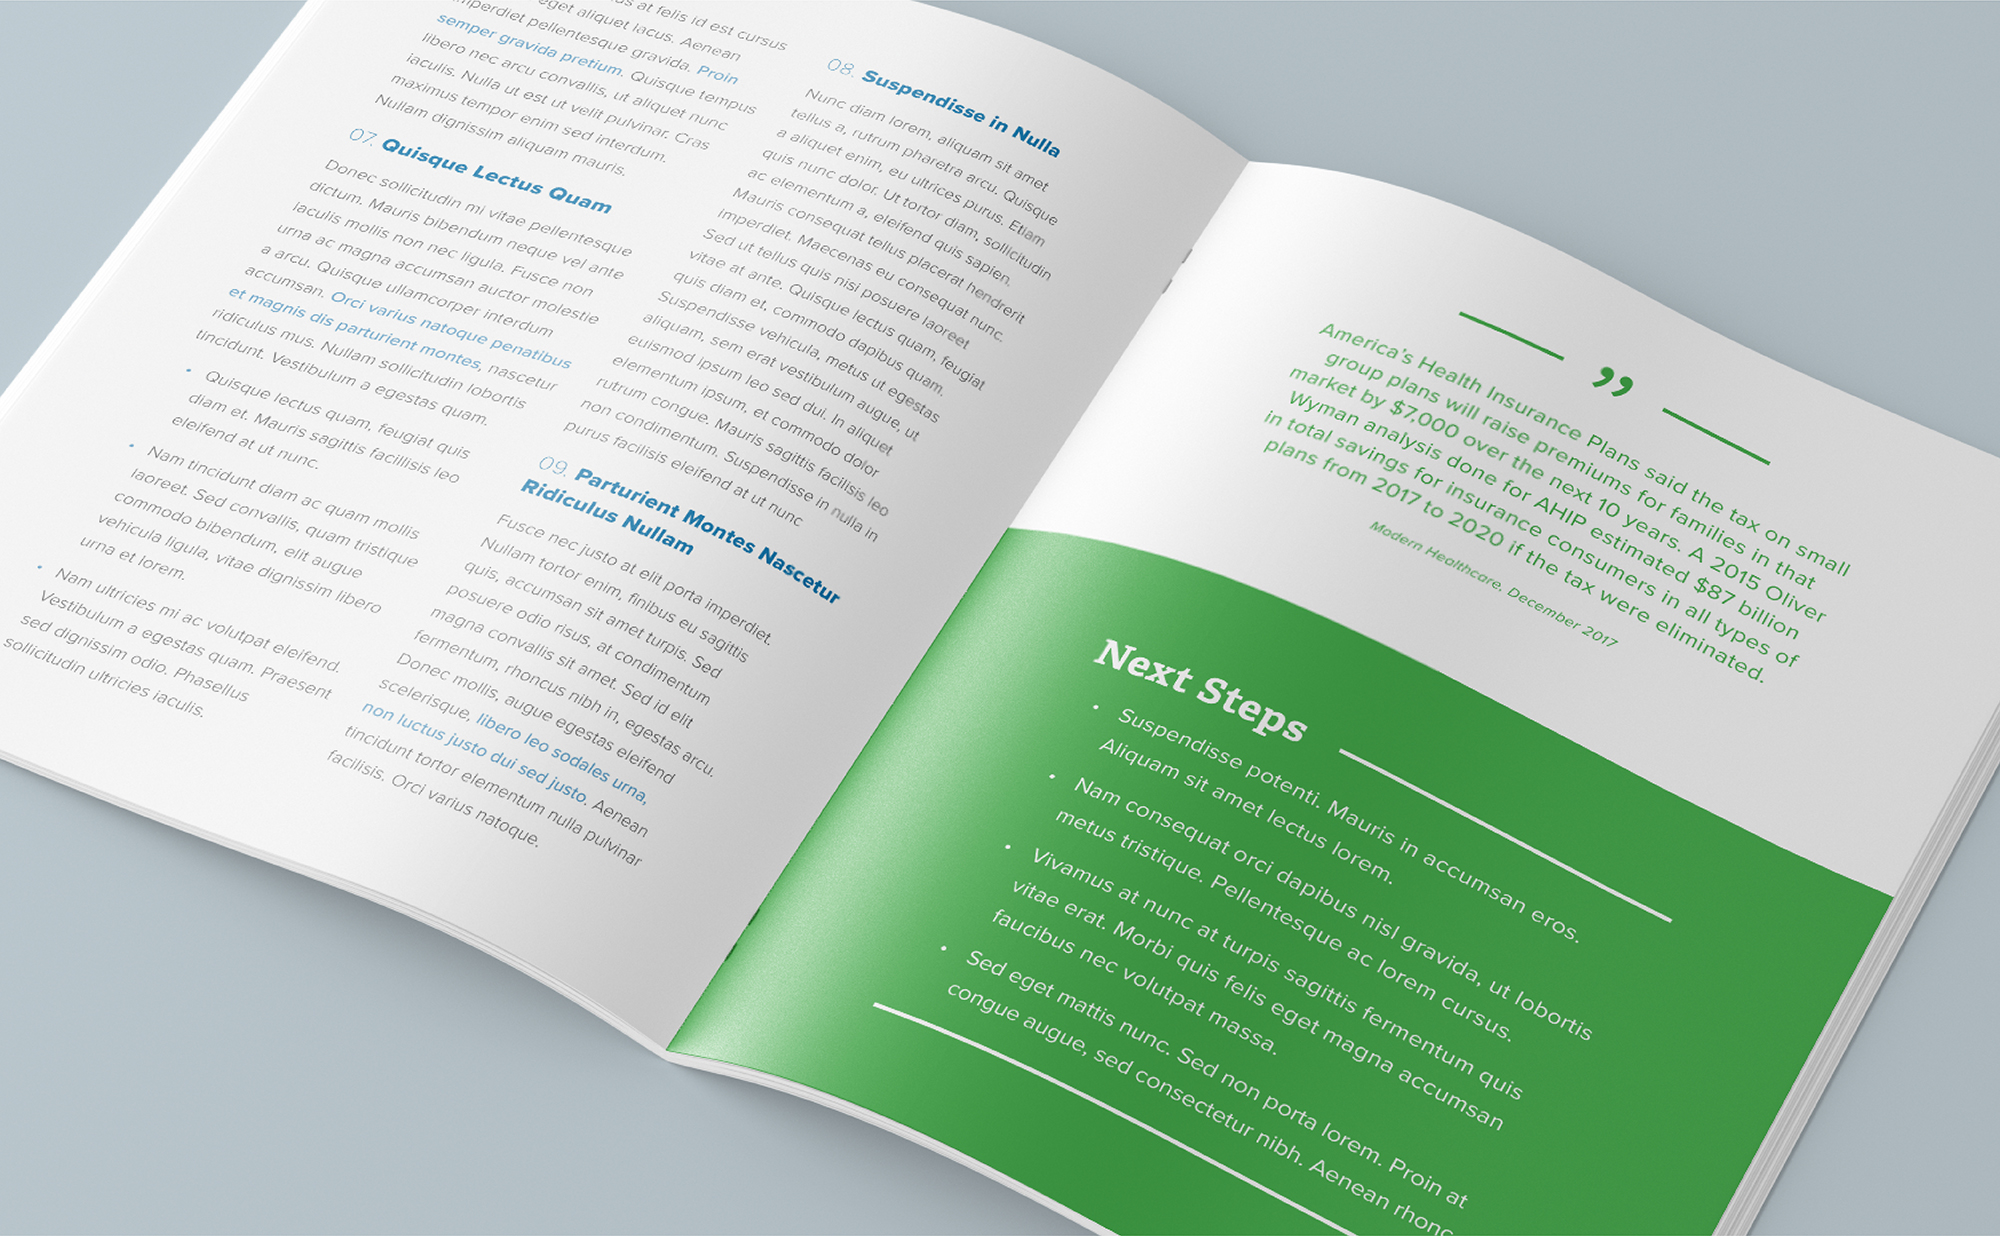 us at felis id est cursus
eget aliquet lacus. Aenean
imperdiet pellentesque gravida. Proin
semper gravida pretium. Quisque tempus
libero nec arcu convallis, ut aliquet nunc
iaculis. Nulla ut est ut velit pulvinar. Cras
maximus tempor enim sed interdum.
Nullam dignissim aliquam mauris.
07. Quisque Lectus Quam
Donec sollicitudin mi vitae pellentesque
dictum. Mauris bibendum neque vel ante
iaculis mollis non nec ligula. Fusce non
urna ac magna accumsan auctor molestie
a arcu. Quisque ullamcorper interdum
accumsan. Orci varius natoque penatibus
et magnis dis parturient montes, nascetur
ridiculus mus. Nullam sollicitudin lobortis
tincidunt. Vestibulum a egestas quam.
• Quisque lectus quam, feugiat quis
diam et. Mauris sagittis facillisis leo
eleifend at ut nunc.
• Nam tincidunt diam ac quam mollis
laoreet. Sed convallis, quam tristique
commodo bibendum, elit augue
vehicula ligula, vitae dignissim libero
urna et lorem.
• Nam ultricies mi ac volutpat eleifend.
Vestibulum a egestas quam. Praesent
sed dignissim odio. Phasellus
sollicitudin ultricies iaculis.
08. Suspendisse in Nulla
Nunc diam lorem, aliquam sit amet
tellus a, rutrum pharetra arcu. Quisque
a aliquet enim, eu ultrices purus. Etiam
quis nunc dolor. Ut tortor diam, sollicitudin
ac elementum a, eleifend quis sapien.
Mauris consequat tellus placerat hendrerit
imperdiet. Maecenas eu consequat nunc.
Sed ut tellus quis nisi posuere laoreet
vitae at ante. Quisque lectus quam, feugiat
quis diam et, commodo dapibus quam.
Suspendisse vehicula, metus ut egestas
aliquam, sem erat vestibulum augue, ut
euismod ipsum leo sed dui. In aliquet
elementum ipsum, et commodo dolor
rutrum congue. Mauris sagittis facilisis leo
non condimentum. Suspendisse in nulla in
purus facilisis eleifend at ut nunc
09. Parturient Montes Nascetur
Ridiculus Nullam
Fusce nec justo at elit porta imperdiet.
Nullam tortor enim, finibus eu sagittis
quis, accumsan sit amet turpis. Sed
posuere odio risus, at condimentum
magna convallis sit amet. Sed id elit
fermentum, rhoncus nibh in, egestas arcu.
Donec mollis, augue egestas eleifend
scelerisque, libero leo sodales urna,
non luctus justo dui sed justo. Aenean
tincidunt tortor elementum nulla pulvinar
facilisis. Orci varius natoque.
”
America's Health Insurance Plans said the tax on small
group plans will raise premiums for families in that
market by $7,000 over the next 10 years. A 2015 Oliver
Wyman analysis done for AHIP estimated $87 billion
in total savings for insurance consumers in all types of
plans from 2017 to 2020 if the tax were eliminated.
Modern Healthcare, December 2017
Next Steps
• Suspendisse potenti. Mauris in accumsan eros.
Aliquam sit amet lectus lorem.
• Nam consequat orci dapibus nisl gravida, ut lobortis
metus tristique. Pellentesque ac lorem cursus.
• Vivamus at nunc at turpis sagittis fermentum quis
vitae erat. Morbi quis felis eget magna accumsan
faucibus nec volutpat massa.
• Sed eget mattis nunc. Sed non porta lorem. Proin at
congue augue, sed consectetur nibh. Aenean rhonc